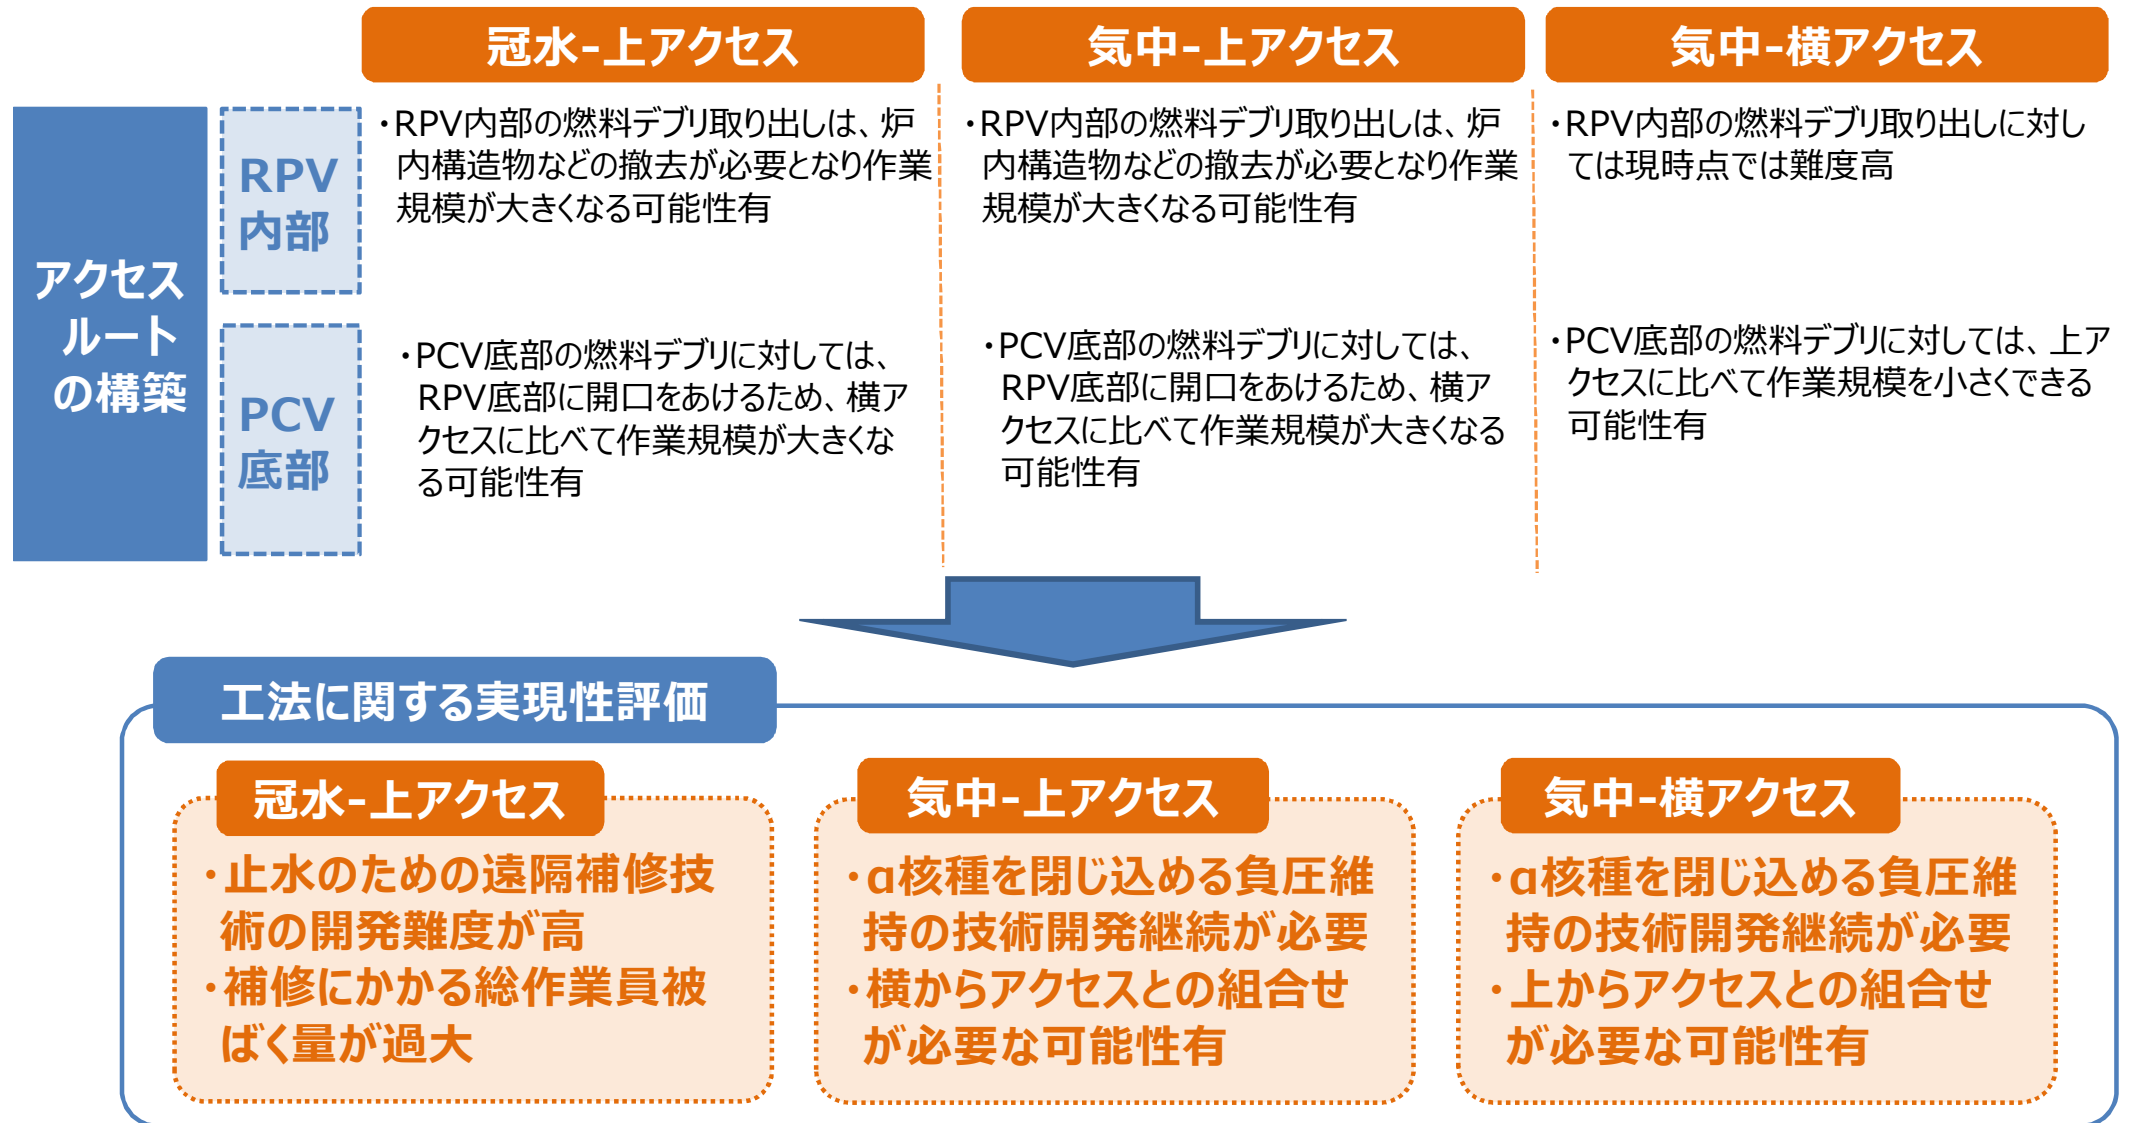 冠水-上アクセス
気中-上アクセス
気中-横アクセス
アクセス
ルート
の構築
RPV
内部
・RPV内部の燃料デブリ取り出しは、炉
内構造物などの撤去が必要となり作業
規模が大きくなる可能性有
・RPV内部の燃料デブリ取り出しは、炉
内構造物などの撤去が必要となり作業
規模が大きくなる可能性有
・RPV内部の燃料デブリ取り出しに対し
ては現時点では難度高
PCV
底部
・PCV底部の燃料デブリに対しては、
RPV底部に開口をあけるため、横ア
クセスに比べて作業規模が大きくな
る可能性有
・PCV底部の燃料デブリに対しては、
RPV底部に開口をあけるため、横ア
クセスに比べて作業規模が大きくなる
可能性有
・PCV底部の燃料デブリに対しては、上ア
クセスに比べて作業規模を小さくできる
可能性有
工法に関する実現性評価
冠水-上アクセス
・止水のための遠隔補修技
術の開発難度が高
・補修にかかる総作業員被
ばく量が過大
気中-上アクセス
・α核種を閉じ込める負圧維
持の技術開発継続が必要
・横からアクセスとの組合せ
が必要な可能性有
気中-横アクセス
・α核種を閉じ込める負圧維
持の技術開発継続が必要
・上からアクセスとの組合せ
が必要な可能性有